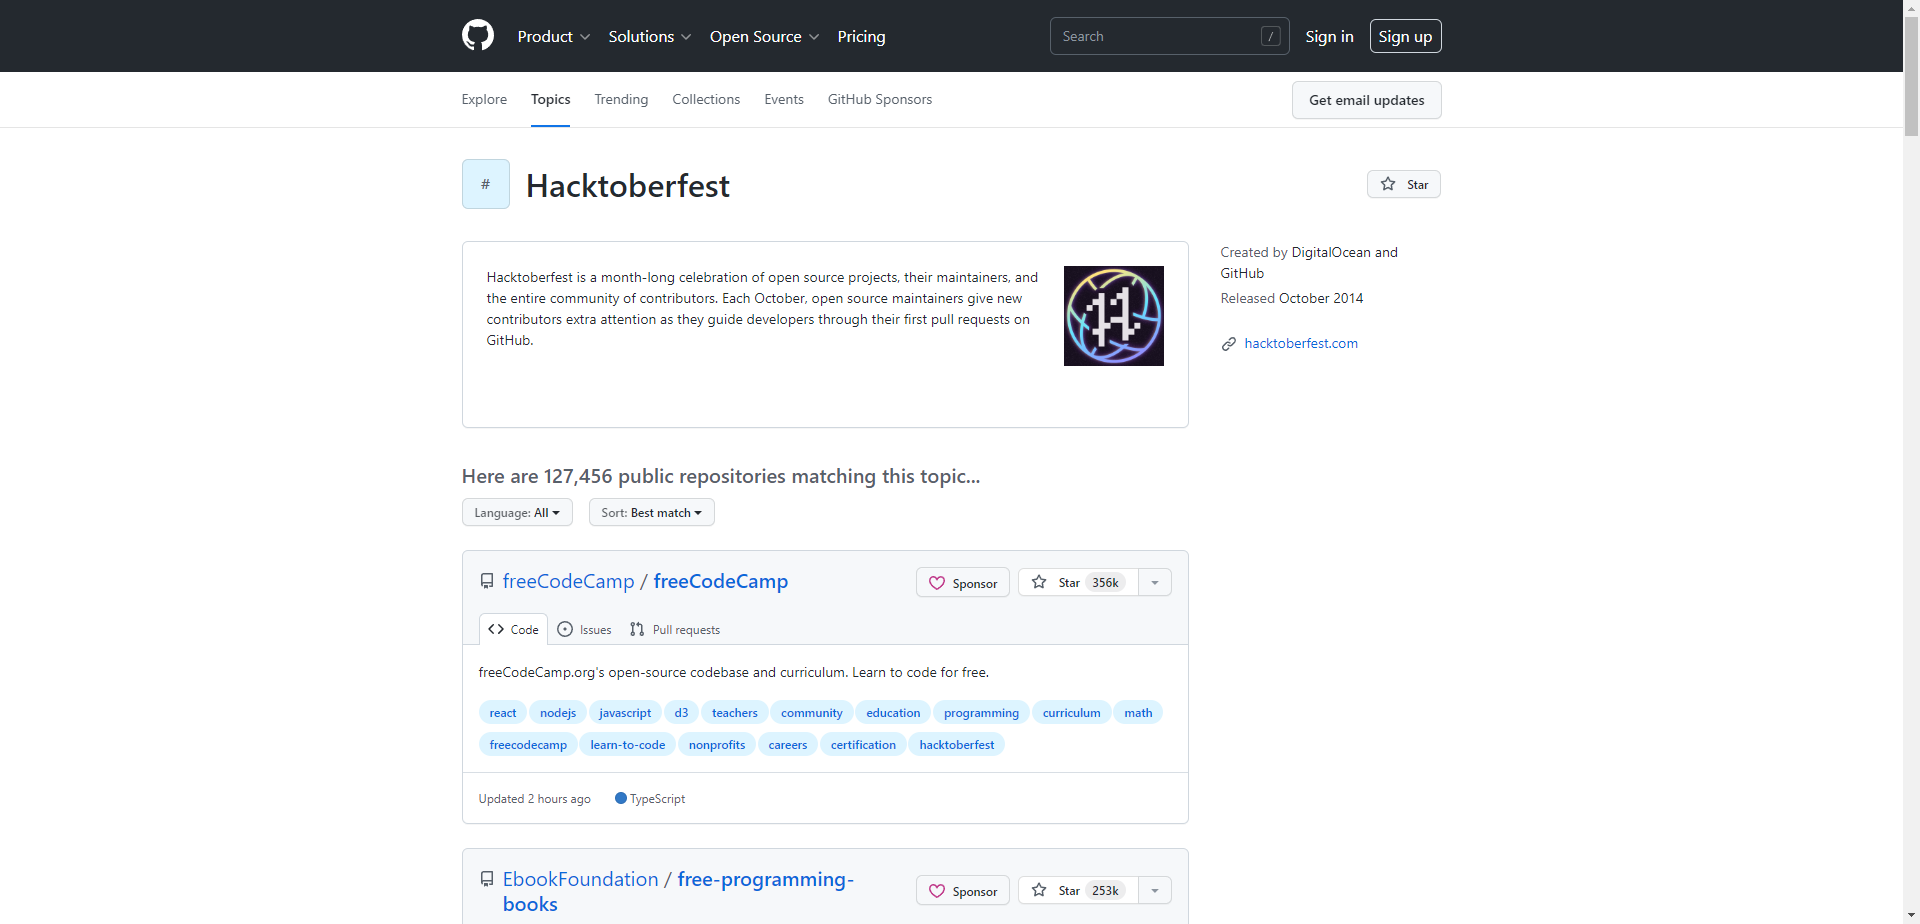 Product Solutions Open Source Pricing Search / Sign in Sign up
Explore Topics Trending Collections Events GitHub Sponsors Get email updates
# Hacktoberfest Star
Hacktoberfest is a month-long celebration of open source projects, their maintainers, and
the entire community of contributors. Each October, open source maintainers give new
contributors extra attention as they guide developers through their first pull requests on
GitHub.
Created by DigitalOcean and
GitHub
Released October 2014
hacktoberfest.com
Here are 127,456 public repositories matching this topic...
Language: All Sort: Best match
freeCodeCamp / freeCodeCamp Sponsor Star 356k
Code Issues Pull requests
freeCodeCamp.org's open-source codebase and curriculum. Learn to code for free.
react nodejs javascript d3 teachers community education programming curriculum math
freecodecamp learn-to-code nonprofits careers certification hacktoberfest
Updated 2 hours ago TypeScript
EbookFoundation / free-programming-
books
Sponsor Star 253k